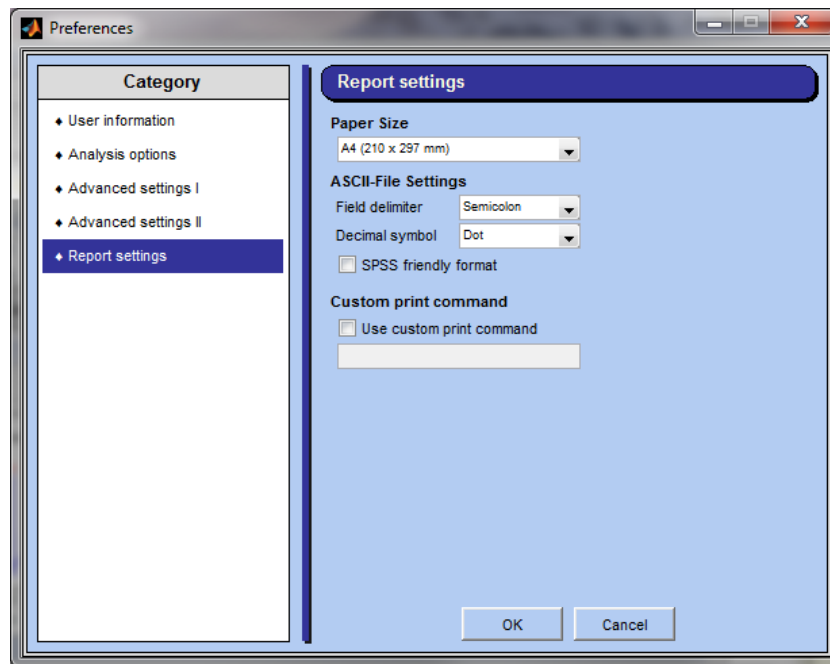 Preferences
Category
User information
Analysis options
Advanced settings I
Advanced settings II
Report settings
Report settings
Paper Size
A4 (210 x 297 mm)
ASCII-File Settings
Field delimiter Semicolon
Decimal symbol Dot
SPSS friendly format
Custom print command
Use custom print command
OK Cancel